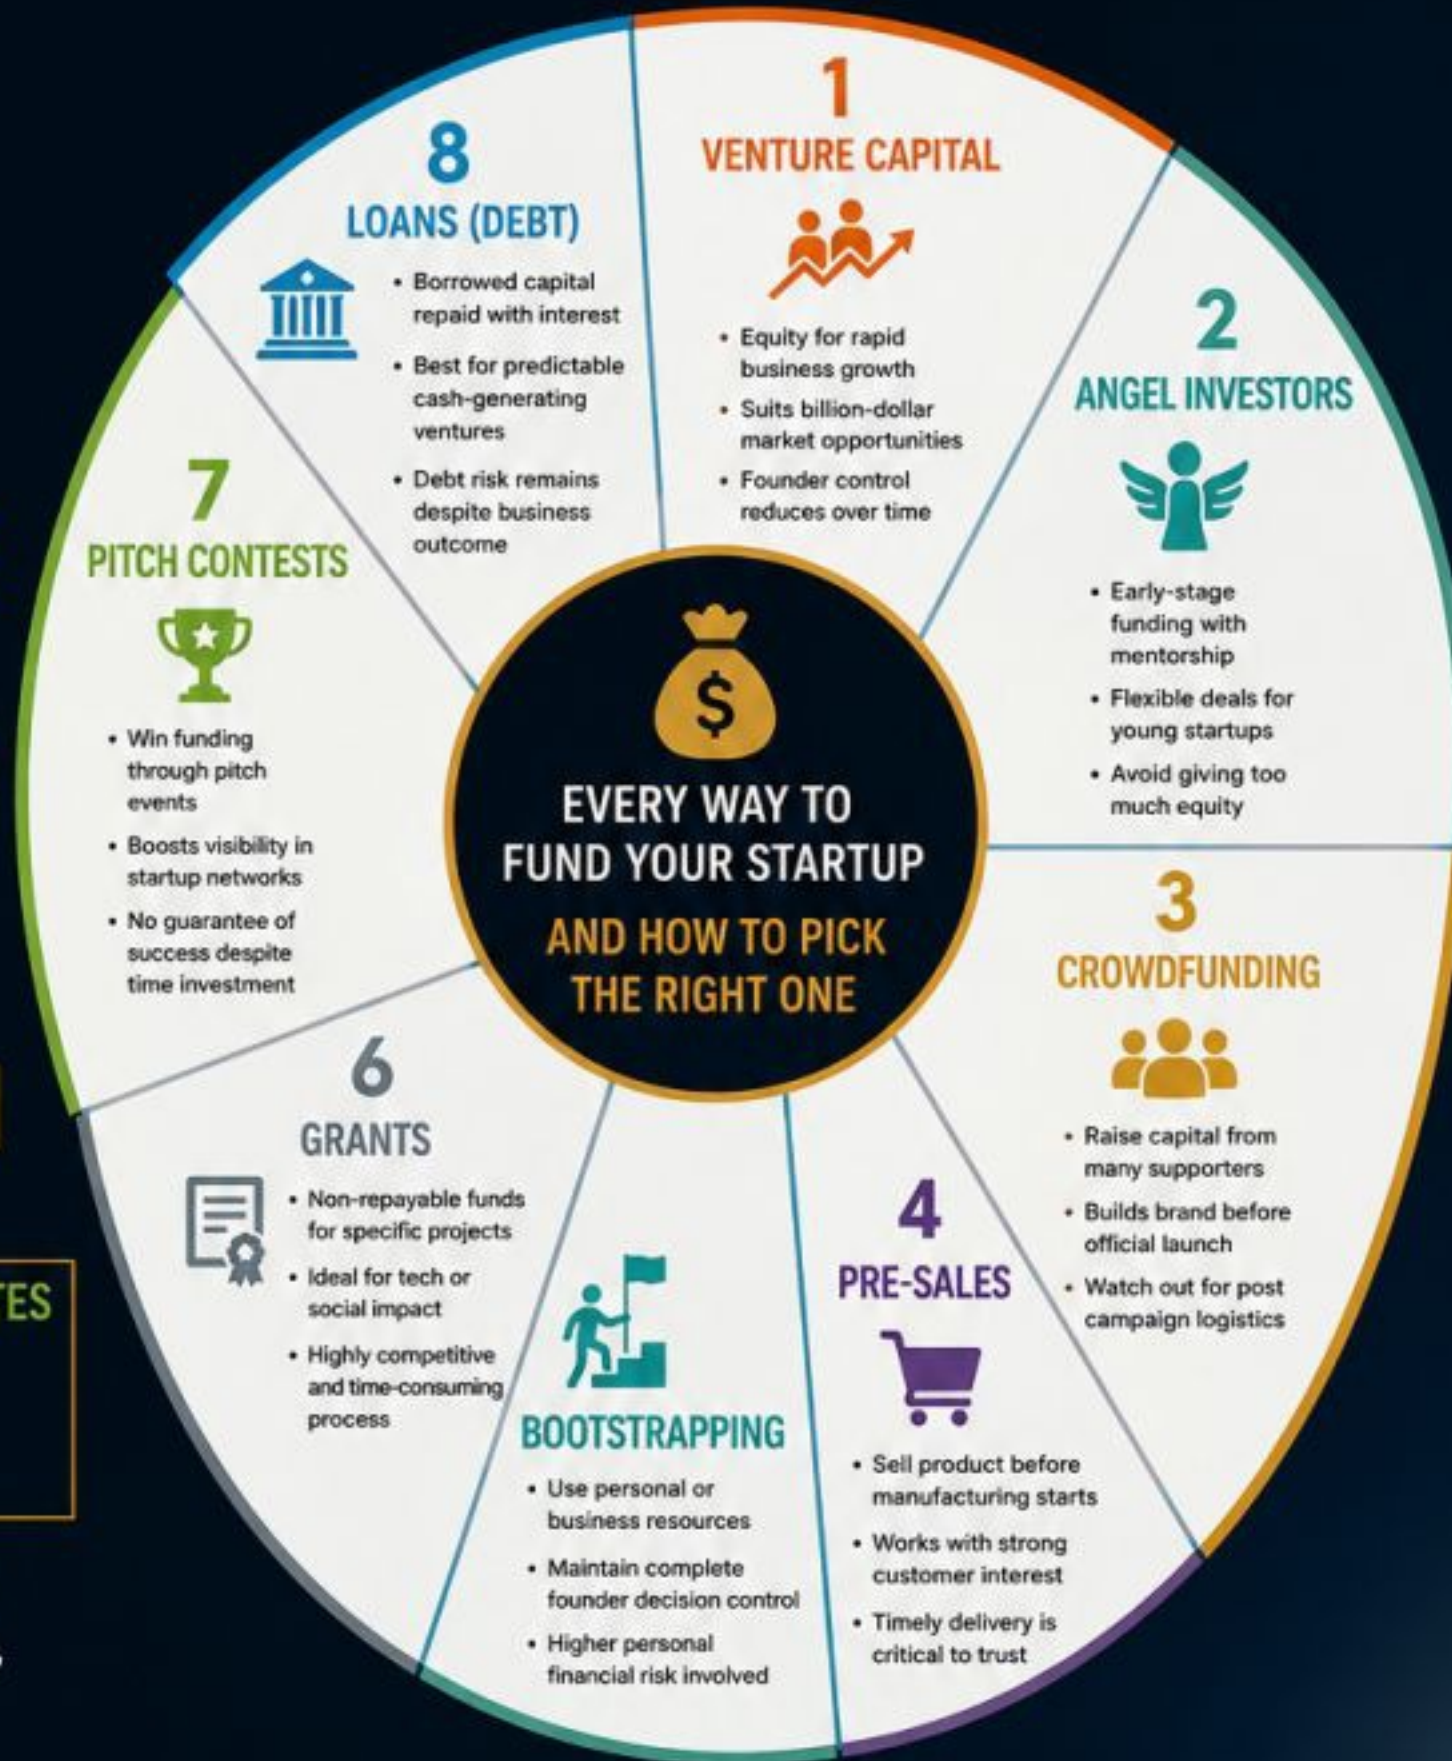 EVERY WAY TO
FUND YOUR STARTUP
AND HOW TO PICK
THE RIGHT ONE
$
1
VENTURE CAPITAL
• Equity for rapid
business growth
• Suits billion-dollar
market opportunities
• Founder control
reduces over time
2
ANGEL INVESTORS
• Early-stage
funding with
mentorship
• Flexible deals for
young startups
• Avoid giving too
much equity
3
CROWDFUNDING
• Raise capital from
many supporters
• Builds brand before
official launch
• Watch out for post
campaign logistics
4
PRE-SALES
• Sell product before
manufacturing starts
• Works with strong
customer interest
• Timely delivery is
critical to trust
BOOTSTRAPPING
• Use personal or
business resources
• Maintain complete
founder decision control
• Higher personal
financial risk involved
6
GRANTS
• Non-repayable funds
for specific projects
• Ideal for tech or
social impact
• Highly competitive
and time-consuming
process
7
PITCH CONTESTS
• Win funding
through pitch
events
• Boosts visibility in
startup networks
• No guarantee of
success despite
time investment
8
LOANS (DEBT)
• Borrowed capital
repaid with interest
• Best for predictable
cash-generating
ventures
• Debt risk remains
despite business
outcome